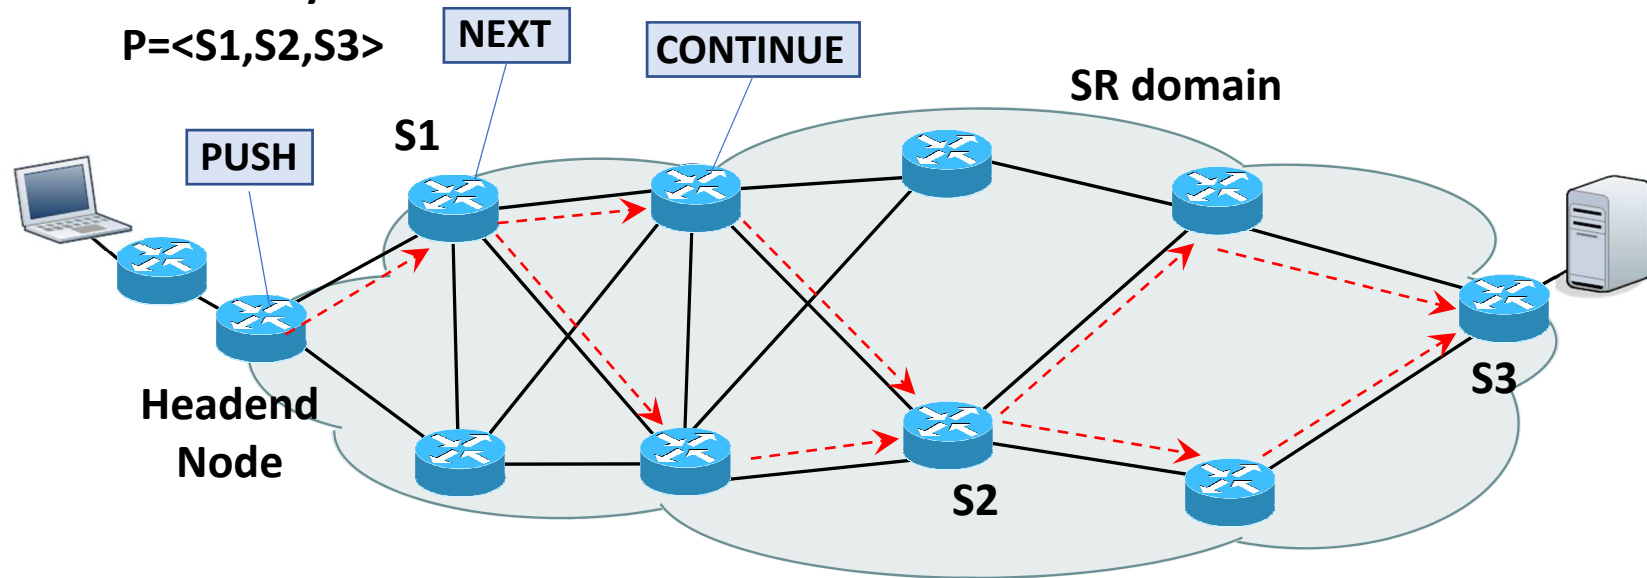 P=<S1,S2,S3>
NEXT
CONTINUE
SR domain
S1
PUSH
Headend
Node
S2
S3